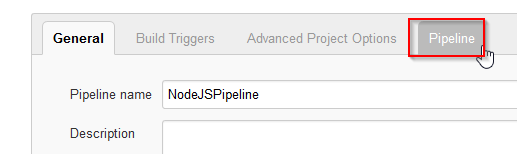 General Build Triggers Advanced Project Options Pipeline
Pipeline name NodeJSPipeline
Description